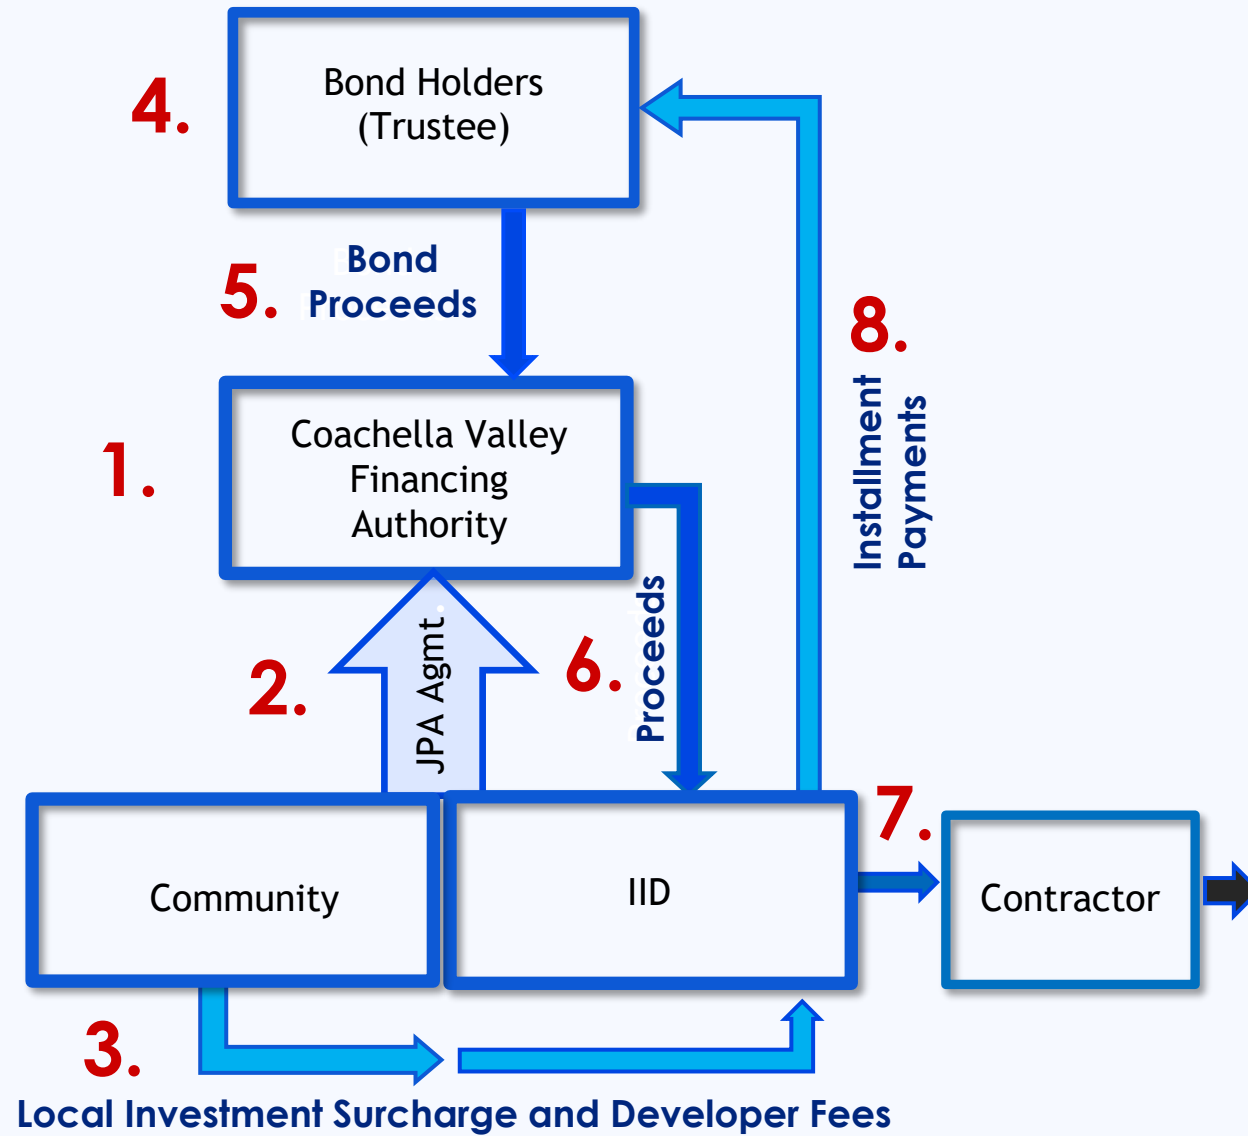 4.
Bond Holders
(Trustee)
5.
Bond
Proceeds
8.
Installment
Payments
1.
Coachella Valley
Financing
Authority
2.
JPA Agmt.
6.
Proceeds
7.
Community
IID
Contractor
3.
Local Investment Surcharge and Developer Fees